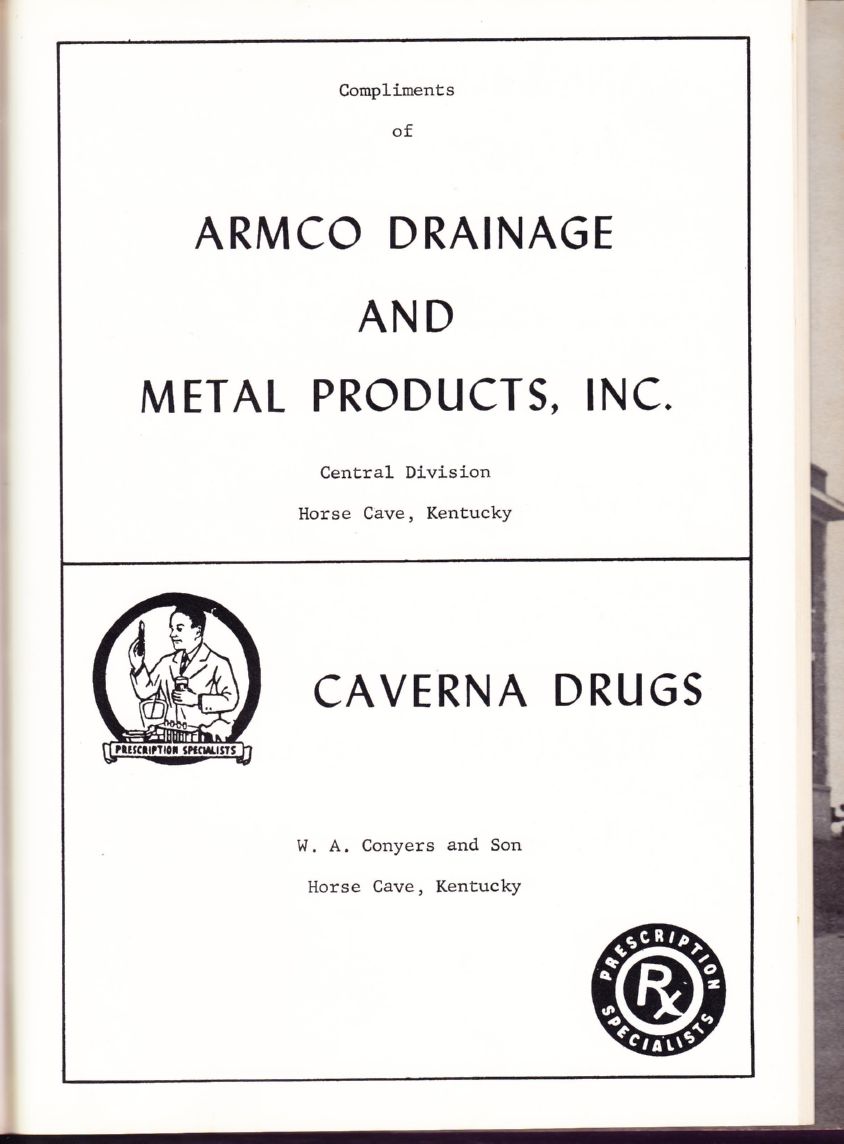 Compliments
of
ARMCO DRAINAGE
AND
METAL PRODUCTS, INC.
Central Division
Horse Cave, Kentucky
PRESCRIPTION SPECIALISTS
CAVERNA DRUGS
W. A. Conyers and Son
Horse Cave, Kentucky
PRESCRIPTION
Rx
SPECIALISTS